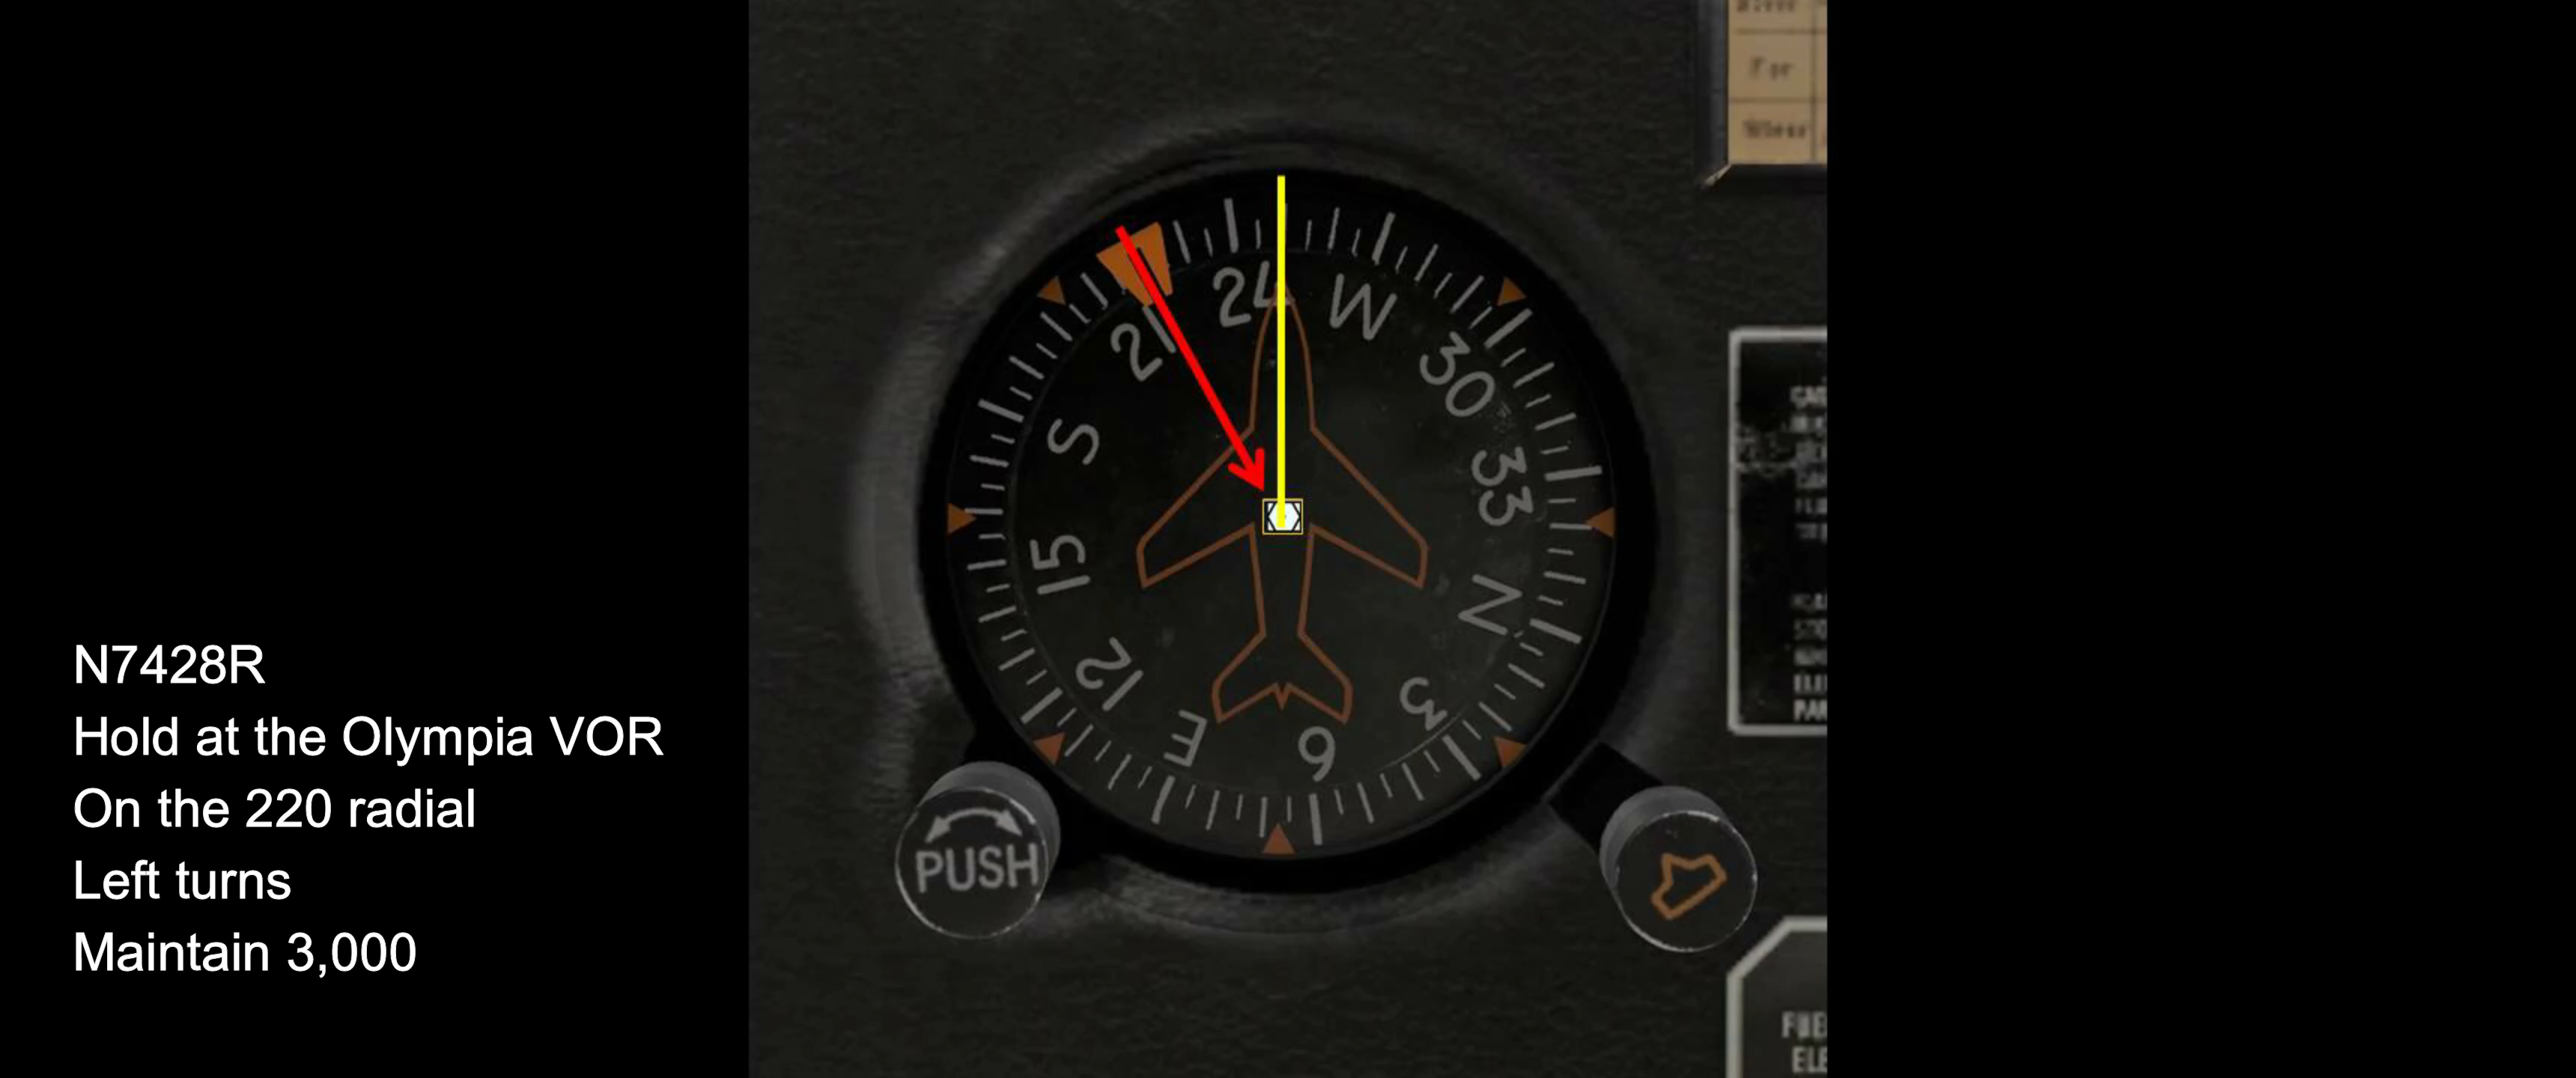 N7428R
Hold at the Olympia VOR
On the 220 radial
Left turns
Maintain 3,000
24
W
21
30
S
33
15
N
12
3
E
6
PUSH
For